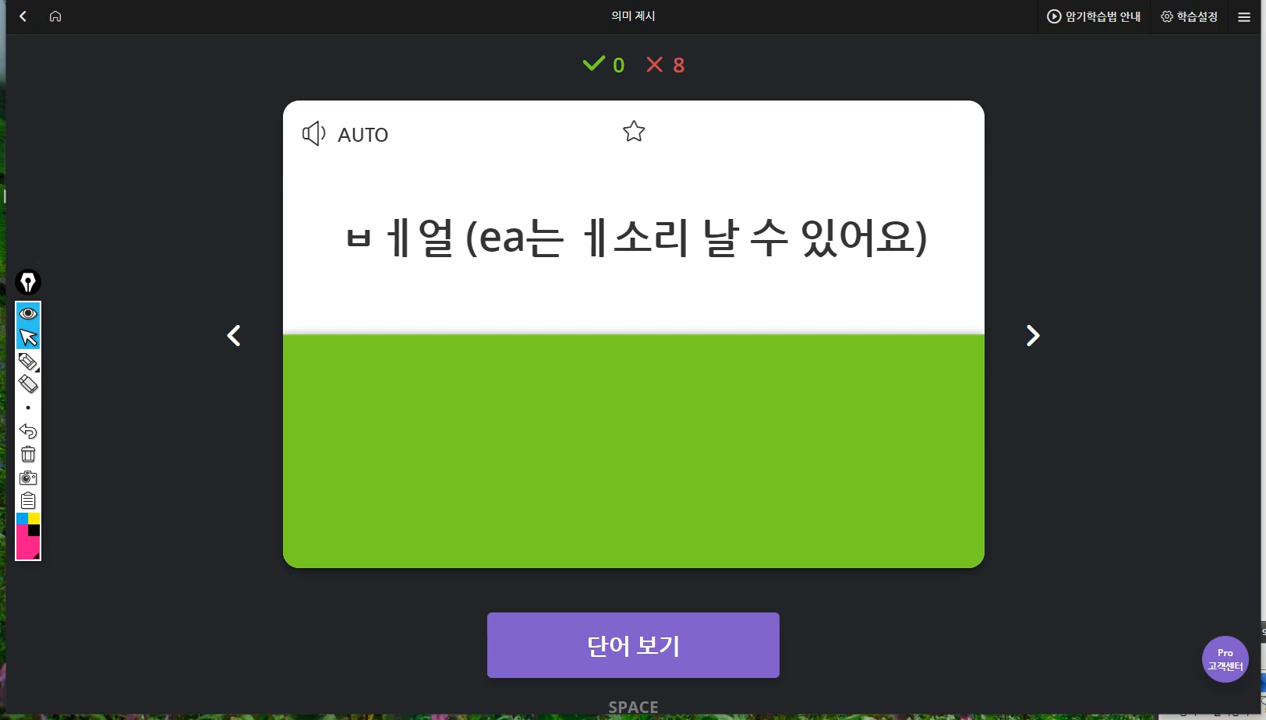 의미 제시
암기학습법 안내
학습설정
0
8
AUTO
ㅂㅔ얼 (ea는 ㅔ소리 날 수 있어요)
단어 보기
SPACE
Pro
고객센터